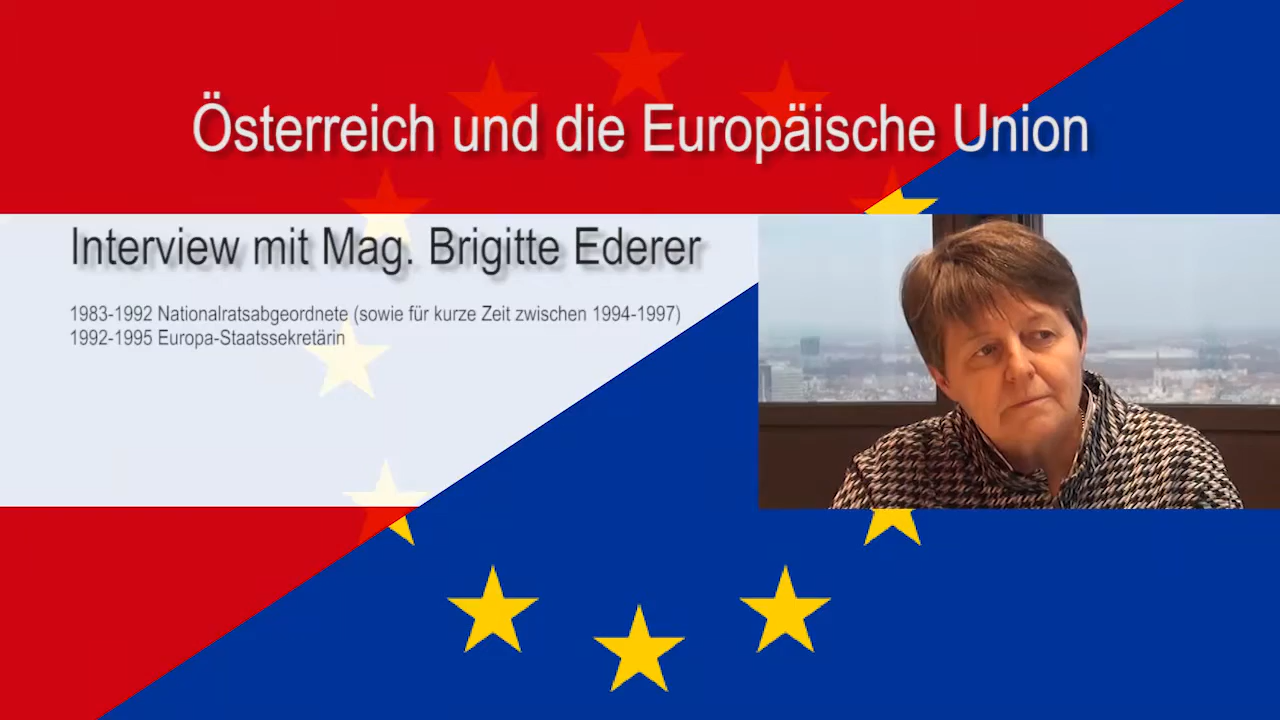 Österreich und die Europäische Union
Interview mit Mag. Brigitte Ederer
1983-1992 Nationalratsabgeordnete (sowie für kurze Zeit zwischen 1994-1997)
1992-1995 Europa-Staatssekretärin